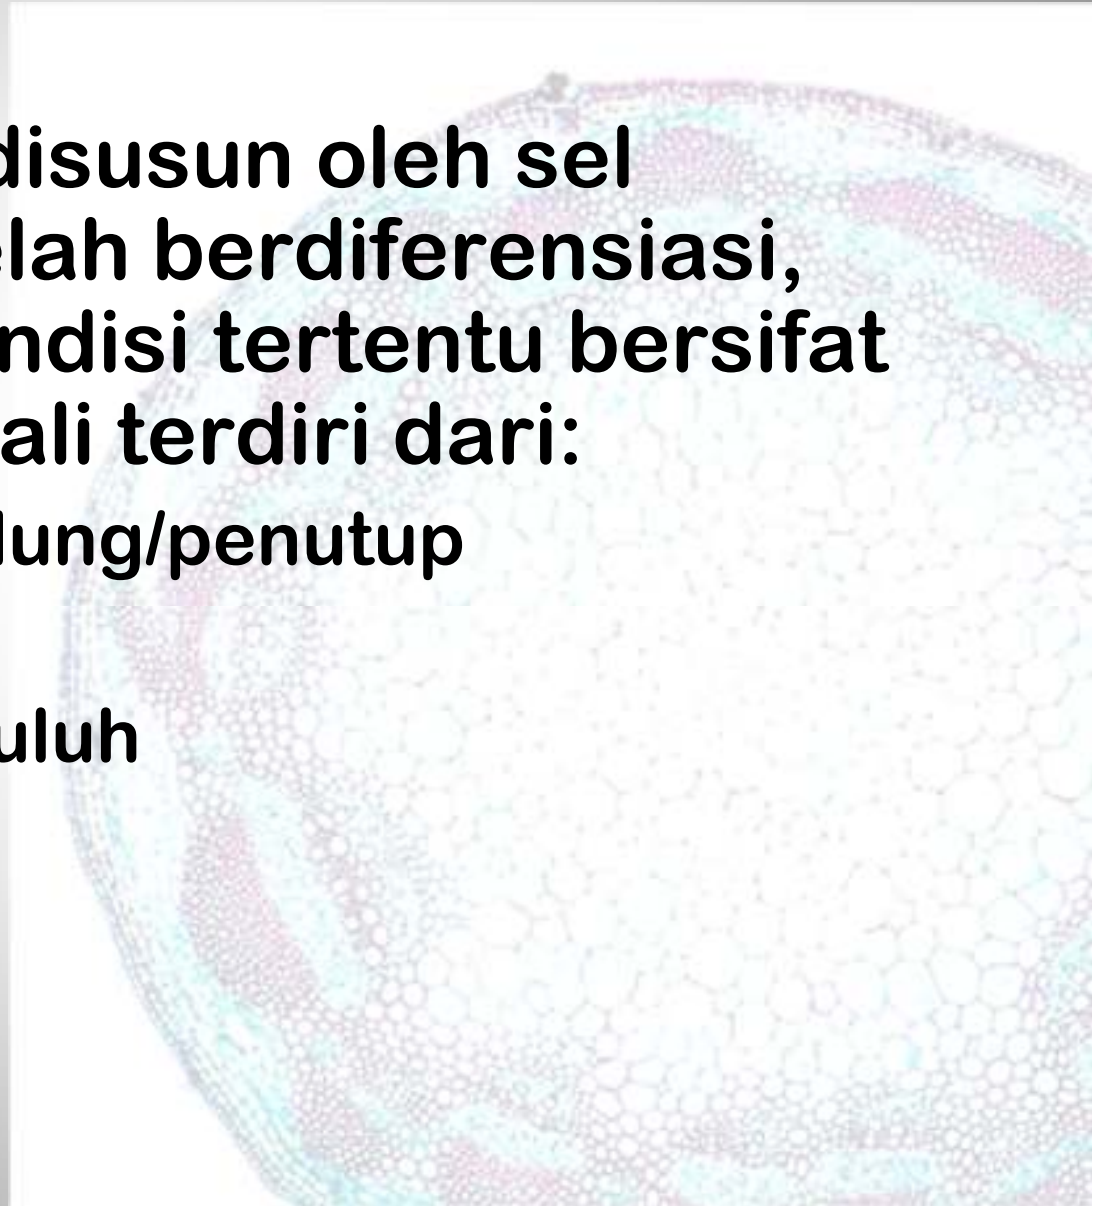 disusun oleh sel
elah berdiferensiasi,
ndisi tertentu bersifat
ali terdiri dari:
lung/penutup
uluh